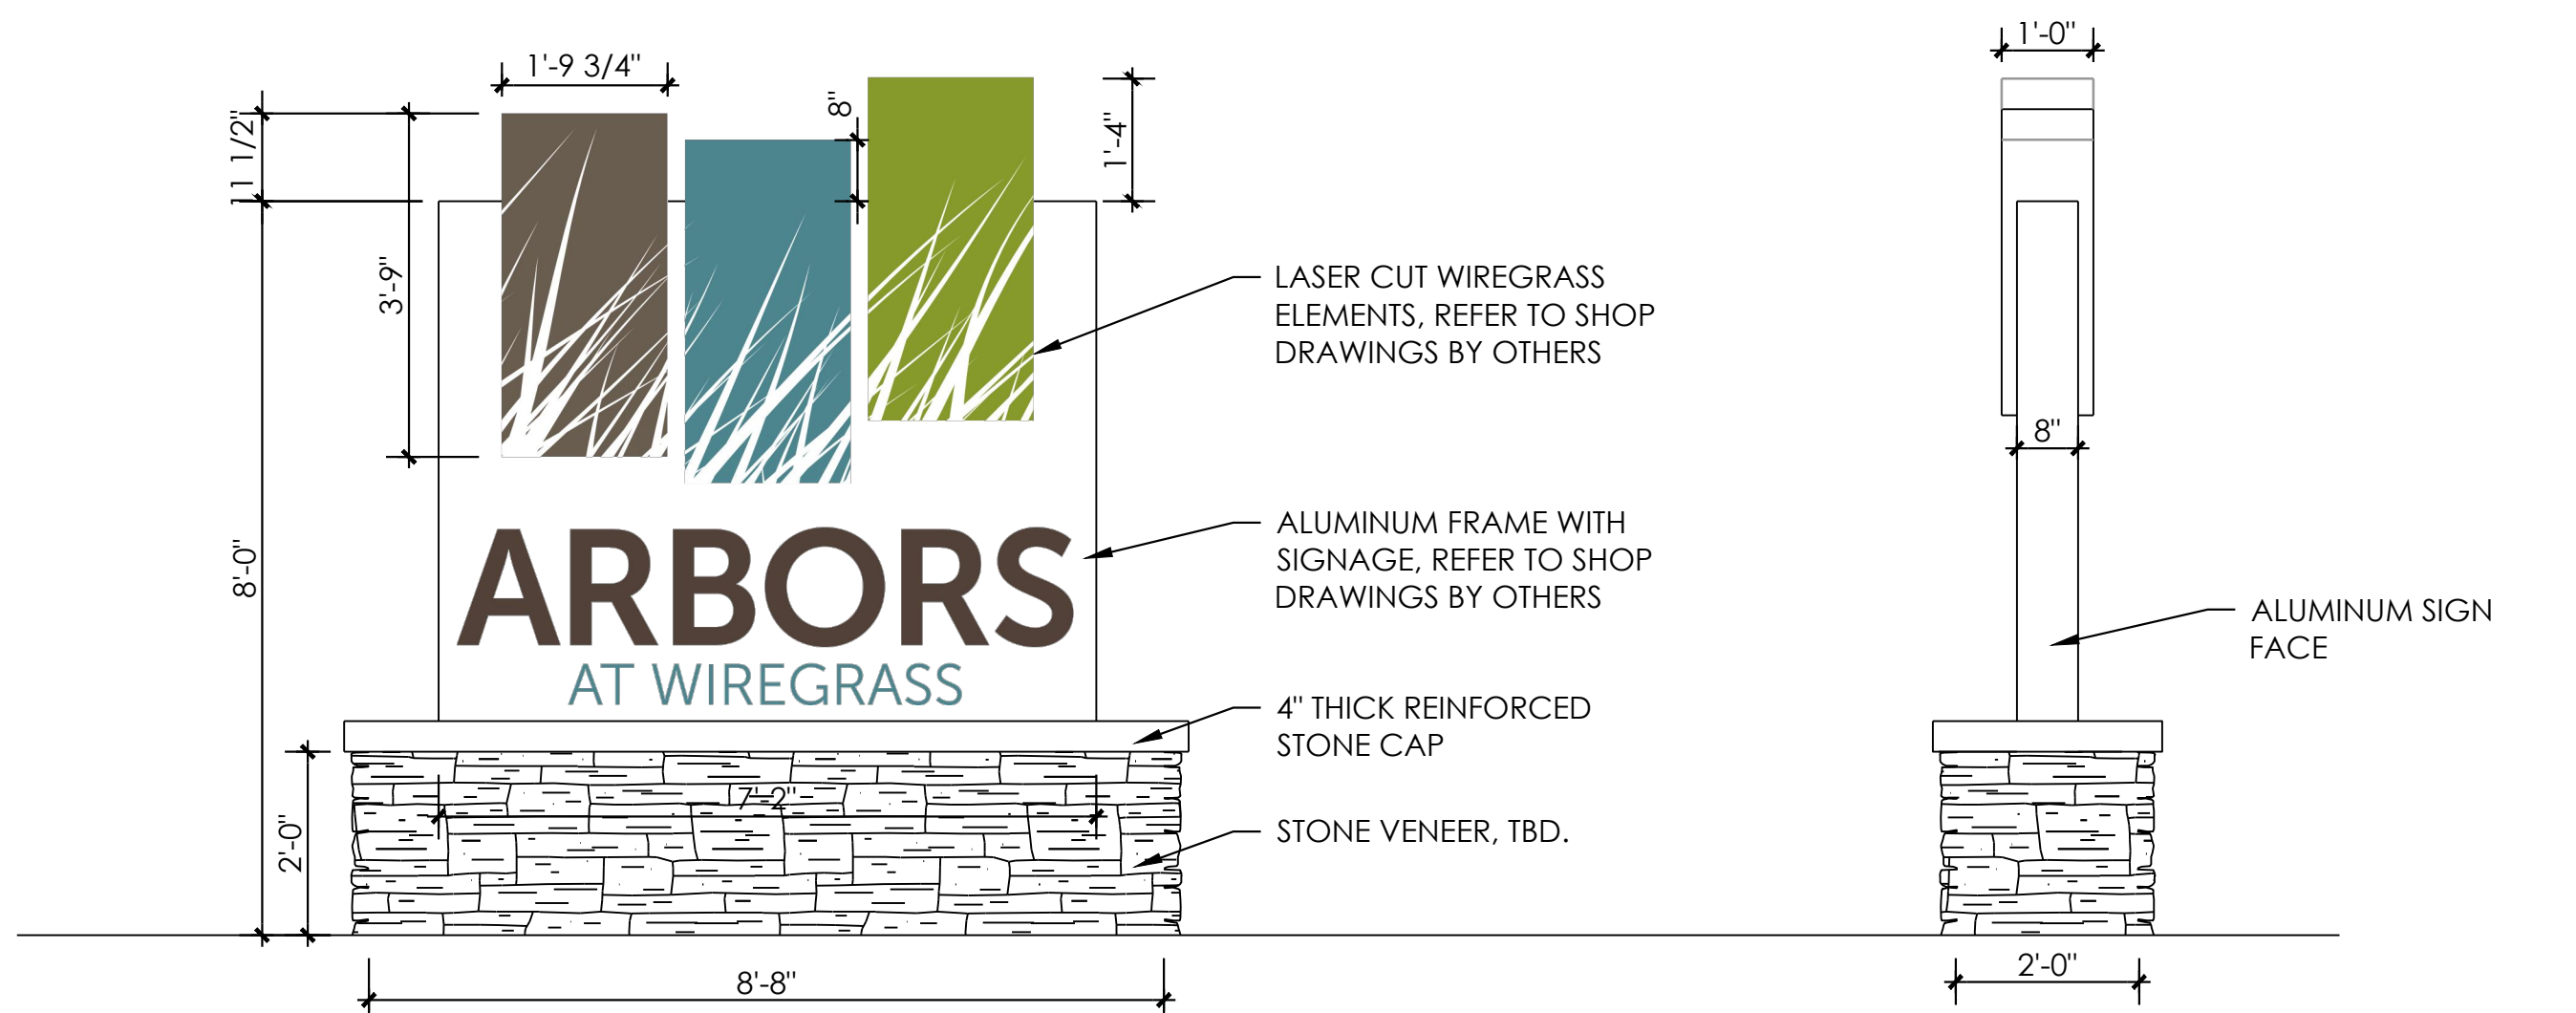 1'-9 3/4"
1'-0"
11 1/2"
8"
1'-4"
3'-9"
LASER CUT WIREGRASS
ELEMENTS, REFER TO SHOP
DRAWINGS BY OTHERS
8"
ALUMINUM FRAME WITH
SIGNAGE, REFER TO SHOP
DRAWINGS BY OTHERS
8'-0"
ARBORS
AT WIREGRASS
ALUMINUM SIGN
FACE
4" THICK REINFORCED
STONE CAP
7'-2"
2'-0"
STONE VENEER, TBD.
8'-8"
2'-0"